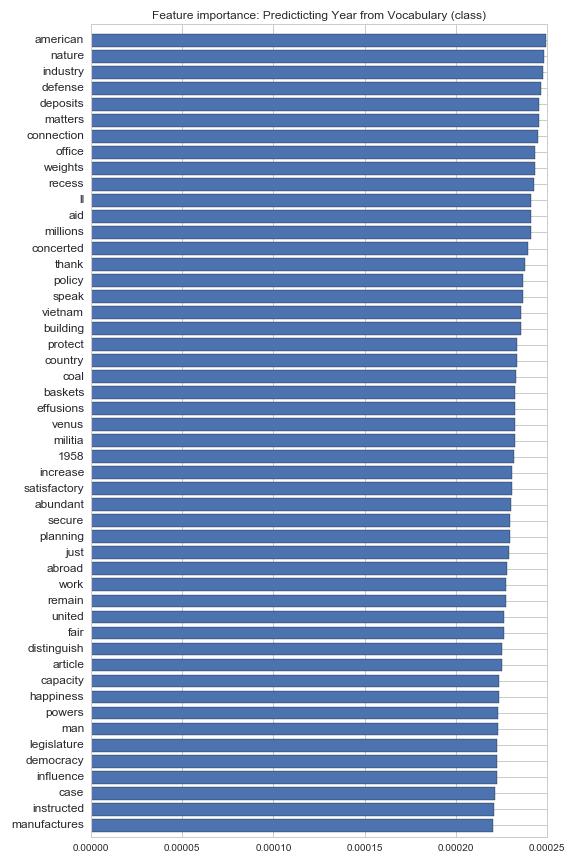 Feature importance: Predicticting Year from Vocabulary (class)
american
nature
industry
defense
deposits
matters
connection
office
weights
recess
ll
aid
millions
concerted
thank
policy
speak
vietnam
building
protect
country
coal
baskets
effusions
venus
militia
1958
increase
satisfactory
abundant
secure
planning
just
abroad
work
remain
united
fair
distinguish
article
capacity
happiness
powers
man
legislature
democracy
influence
case
instructed
manufactures
0.00000 0.00005 0.00010 0.00015 0.00020 0.00025